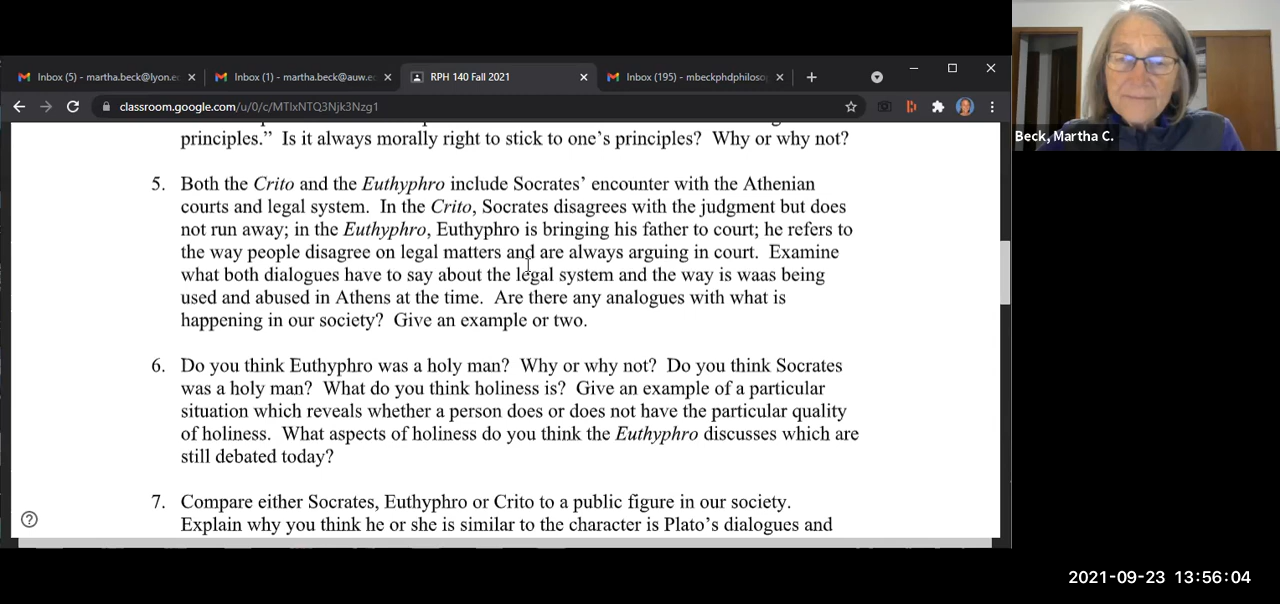 Inbox (5) - martha.beck@lyon.e
Inbox (1) - martha.beck@auw.e
RPH 140 Fall 2021
Inbox (195) - mbeckphdphiloso
classroom.google.com/u/0/c/MTIxNTQ3Njk3Nzg1
Beck, Martha C.
principles.” Is it always morally right to stick to one’s principles? Why or why not?
5. Both the Crito and the Euthyphro include Socrates’ encounter with the Athenian
courts and legal system. In the Crito, Socrates disagrees with the judgment but does
not run away; in the Euthyphro, Euthyphro is bringing his father to court; he refers to
the way people disagree on legal matters and are always arguing in court. Examine
what both dialogues have to say about the legal system and the way is waas being
used and abused in Athens at the time. Are there any analogues with what is
happening in our society? Give an example or two.
6. Do you think Euthyphro was a holy man? Why or why not? Do you think Socrates
was a holy man? What do you think holiness is? Give an example of a particular
situation which reveals whether a person does or does not have the particular quality
of holiness. What aspects of holiness do you think the Euthyphro discusses which are
still debated today?
7. Compare either Socrates, Euthyphro or Crito to a public figure in our society.
Explain why you think he or she is similar to the character is Plato’s dialogues and
2021-09-23 13:56:04